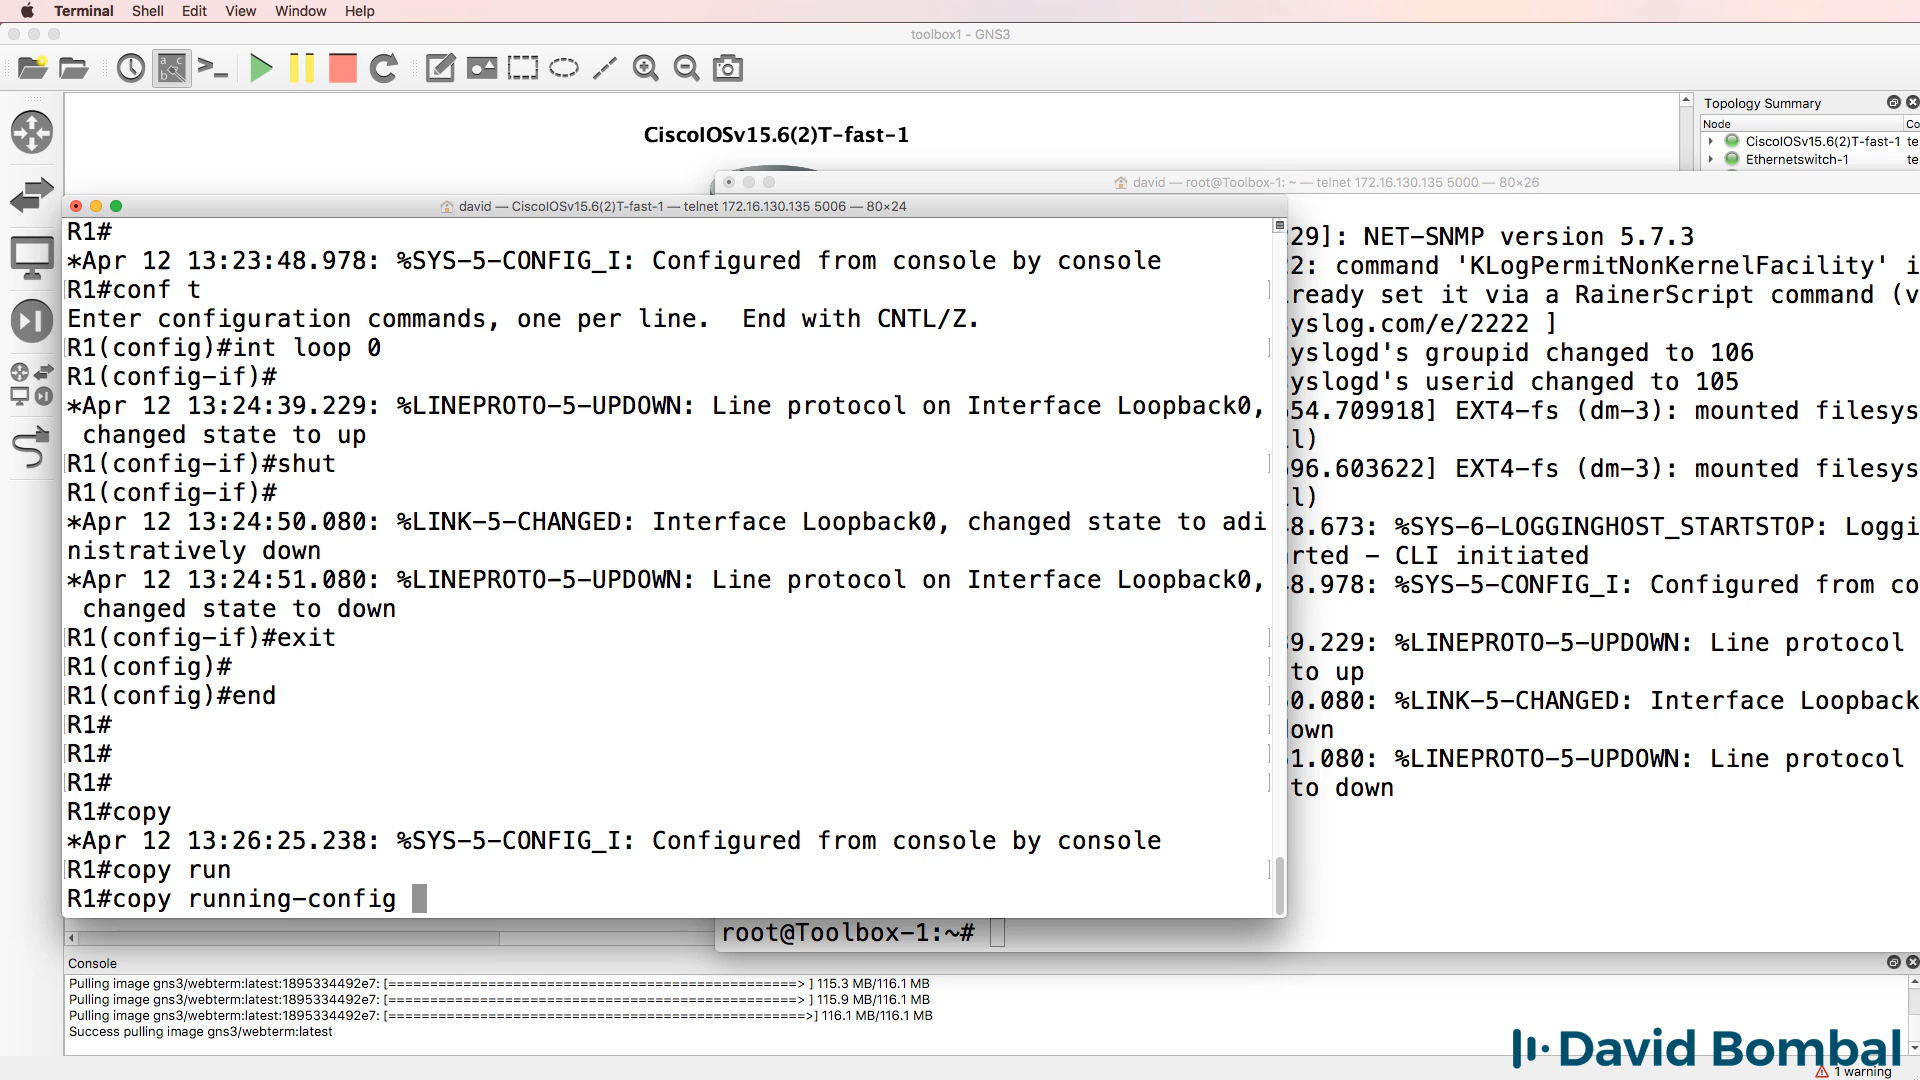 Terminal Shell Edit View Window Help
toolbox1 - GNS3
CiscoIOSv15.6(2)T-fast-1
Topology Summary
Node Co
CiscoIOSv15.6(2)T-fast-1 te
Ethernetswitch-1 te
david — root@Toolbox-1: ~ — telnet 172.16.130.135 5000 — 80×26
david — CiscoIOSv15.6(2)T-fast-1 — telnet 172.16.130.135 5006 — 80×24
R1#
*Apr 12 13:23:48.978: %SYS-5-CONFIG_I: Configured from console by console
R1#conf t
Enter configuration commands, one per line.  End with CNTL/Z.
R1(config)#int loop 0
R1(config-if)#
*Apr 12 13:24:39.229: %LINEPROTO-5-UPDOWN: Line protocol on Interface Loopback0,
changed state to up
R1(config-if)#shut
R1(config-if)#
*Apr 12 13:24:50.080: %LINK-5-CHANGED: Interface Loopback0, changed state to adi
nistratively down
*Apr 12 13:24:51.080: %LINEPROTO-5-UPDOWN: Line protocol on Interface Loopback0,
changed state to down
R1(config-if)#exit
R1(config)#
R1(config)#end
R1#
R1#
R1#
R1#copy
*Apr 12 13:26:25.238: %SYS-5-CONFIG_I: Configured from console by console
R1#copy run
R1#copy running-config
29]: NET-SNMP version 5.7.3
2: command 'KLogPermitNonKernelFacility' i
ready set it via a RainerScript command (v
yslog.com/e/2222 ]
yslogd's groupid changed to 106
yslogd's userid changed to 105
54.709918] EXT4-fs (dm-3): mounted filesys
l)
96.603622] EXT4-fs (dm-3): mounted filesys
l)
8.673: %SYS-6-LOGGINGHOST_STARTSTOP: Loggi
rted - CLI initiated
8.978: %SYS-5-CONFIG_I: Configured from co
9.229: %LINEPROTO-5-UPDOWN: Line protocol
to up
0.080: %LINK-5-CHANGED: Interface Loopback
own
1.080: %LINEPROTO-5-UPDOWN: Line protocol
to down
root@Toolbox-1:~#
Console
Pulling image gns3/webterm:latest:1895334492e7: [=================================================> ] 115.3 MB/116.1 MB
Pulling image gns3/webterm:latest:1895334492e7: [=================================================> ] 115.9 MB/116.1 MB
Pulling image gns3/webterm:latest:1895334492e7: [==================================================>] 116.1 MB/116.1 MB
Success pulling image gns3/webterm:latest
David Bombal
1 warning